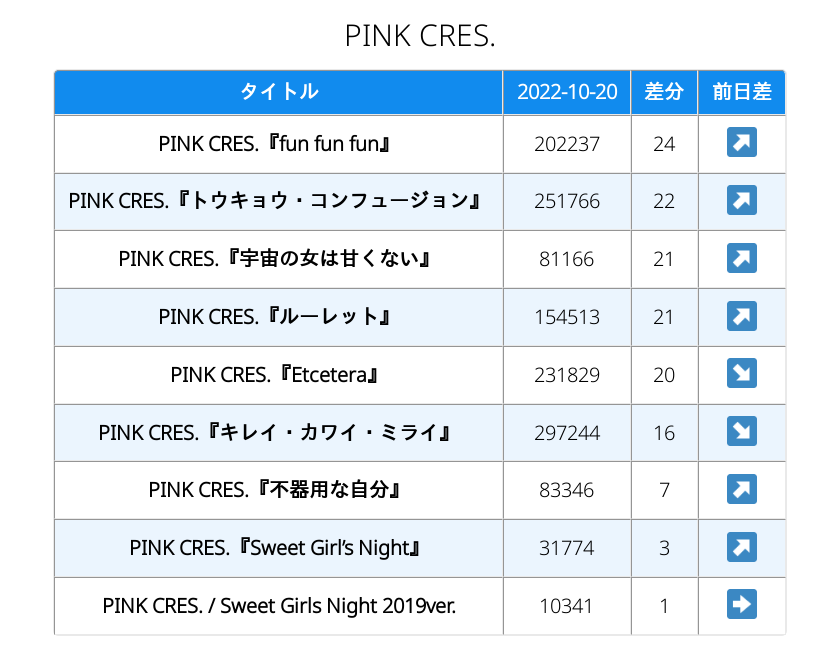 PINK CRES.
タイトル 2022-10-20 差分 前日差
PINK CRES.『fun fun fun』 202237 24 ↗
PINK CRES.『トウキョウ・コンフュージョン』 251766 22 ↗
PINK CRES.『宇宙の女は甘くない』 81166 21 ↗
PINK CRES.『ルーレット』 154513 21 ↗
PINK CRES.『Etcetera』 231829 20 ↘
PINK CRES.『キレイ・カワイ・ミライ』 297244 16 ↘
PINK CRES.『不器用な自分』 83346 7 ↗
PINK CRES.『Sweet Girl’s Night』 31774 3 ↗
PINK CRES. / Sweet Girls Night 2019ver. 10341 1 ➡